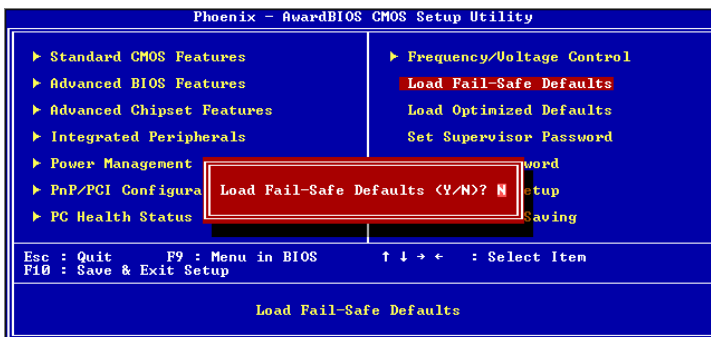 Phoenix - AwardBIOS CMOS Setup Utility
► Standard CMOS Features
► Advanced BIOS Features
► Advanced Chipset Features
► Integrated Peripherals
► Power Management
► PnP/PCI Configura
► PC Health Status
► Frequency/Voltage Control
Load Fail-Safe Defaults
Load Optimized Defaults
Set Supervisor Password
word
etup
Saving
Load Fail-Safe Defaults (Y/N)? N
Esc : Quit F9 : Menu in BIOS ↑ ↓ → ← : Select Item
F10 : Save & Exit Setup
Load Fail-Safe Defaults